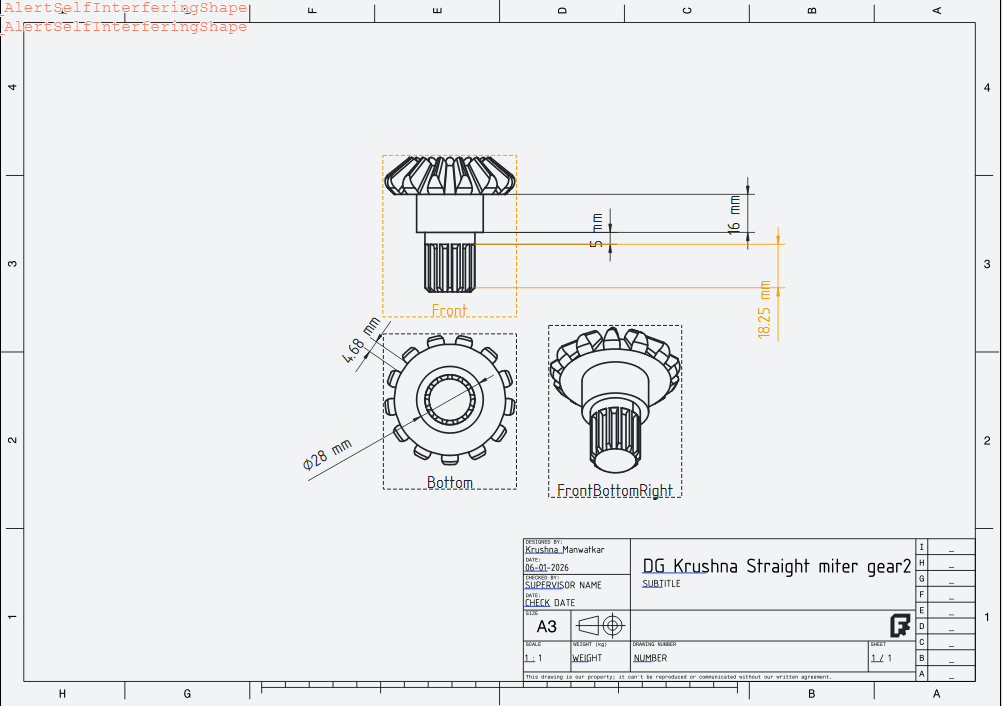 AlertSelfInterferingShape
AlertSelfInterferingShape
F
E
D
C
B
A
4
4
16 mm
5 mm
3
3
Front
18.25 mm
4.68 mm
2
2
Ø28 mm
Bottom
FrontBottomRight
1
1
DESIGNED BY:
Krushna Manwatkar
DATE:
06-01-2026
CHECKED BY:
SUPERVISOR NAME
DATE:
CHECK DATE
DG Krushna Straight miter gear2
SUBTITLE
SIZE
A3
SCALE
1 : 1
WEIGHT (kg)
WEIGHT
DRAWING NUMBER
NUMBER
SHEET
1 / 1
This drawing is our property; it can't be reproduced or communicated without our written agreement.
I _
H _
G _
F _
E _
D _
C _
B _
A _
H
G
B
A